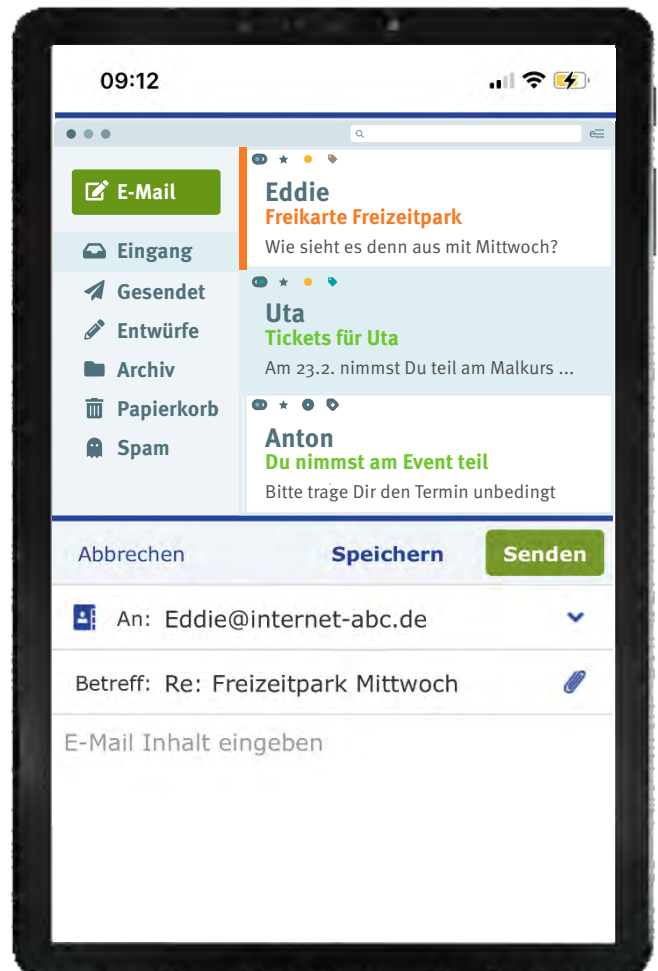 09:12
E-Mail
Eingang
Gesendet
Entwürfe
Archiv
Papierkorb
Spam
Eddie
Freikarte Freizeitpark
Wie sieht es denn aus mit Mittwoch?
Uta
Tickets für Uta
Am 23.2. nimmst Du teil am Malkurs ...
Anton
Du nimmst am Event teil
Bitte trage Dir den Termin unbedingt
Abbrechen Speichern Senden
An: Eddie@internet-abc.de
Betreff: Re: Freizeitpark Mittwoch
E-Mail Inhalt eingeben